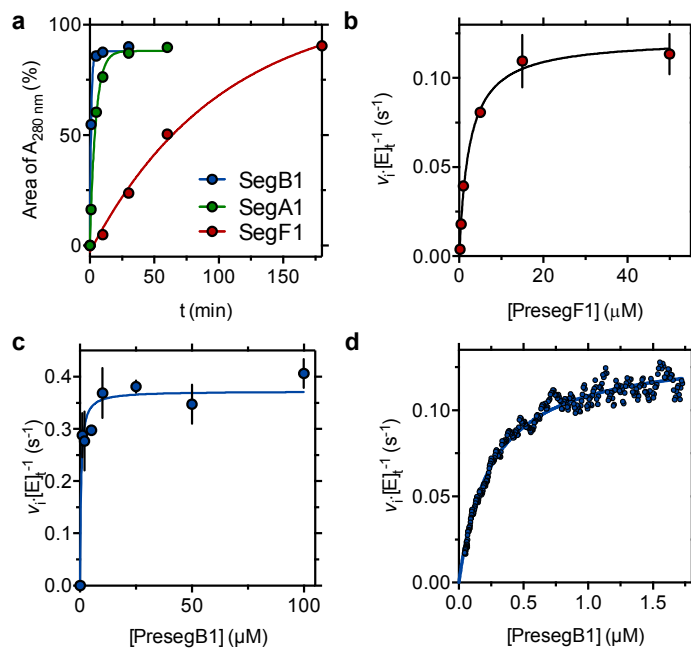 a
Area of A280 nm (%)
100
50
0
0 50 100 150
t (min)
SegB1
SegA1
SegF1
b
vi·[E]t-1 (s-1)
0.10
0.05
0.00
0 20 40
[PresegF1] (μM)
c
vi·[E]t-1 (s-1)
0.4
0.3
0.2
0.1
0.0
0 50 100
[PresegB1] (µM)
d
vi·[E]t-1 (s-1)
0.10
0.05
0.00
0.0 0.5 1.0 1.5
[PresegB1] (µM)